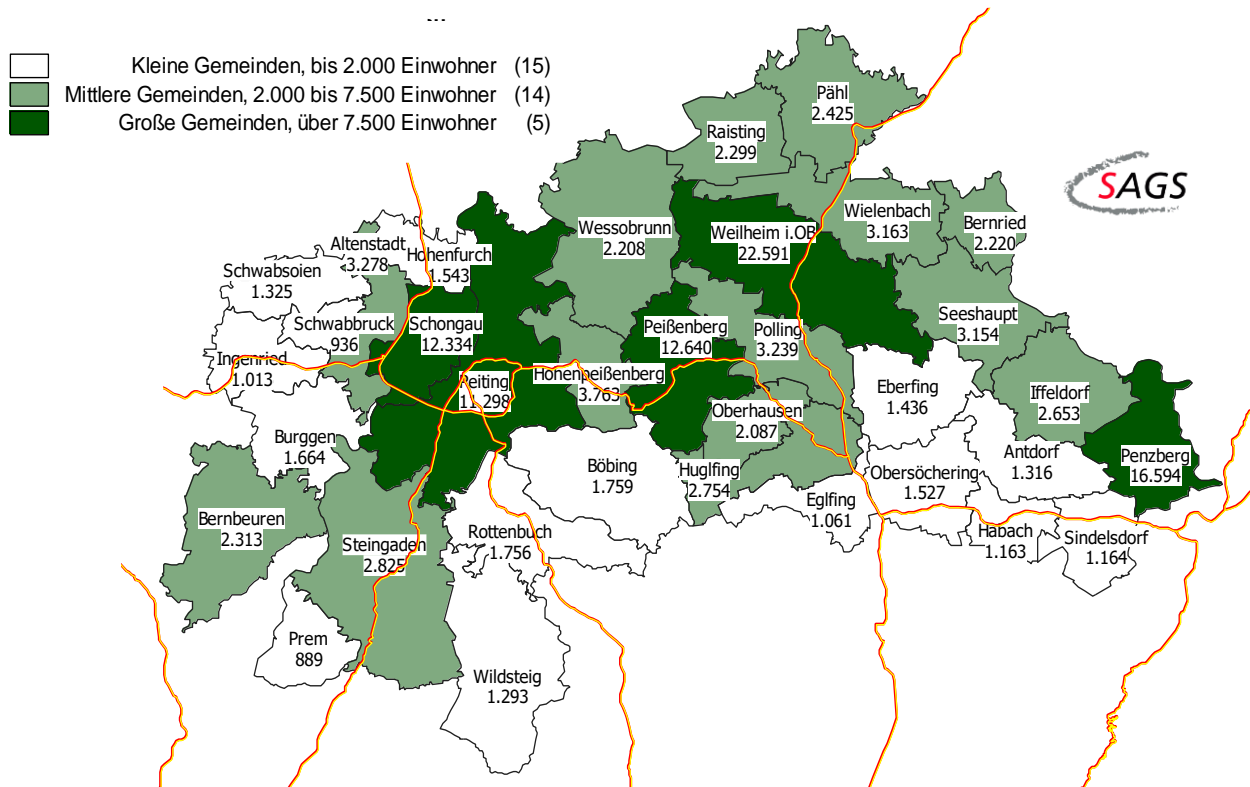 ...
Kleine Gemeinden, bis 2.000 Einwohner (15)
Mittlere Gemeinden, 2.000 bis 7.500 Einwohner (14)
Große Gemeinden, über 7.500 Einwohner (5)
SAGS
Pähl
2.425
Raisting
2.299
Wielenbach
3.163
Bernried
2.220
Wessobrunn
2.208
Weilheim i.OB
22.591
Altenstadt
3.278
Hohenfurch
1.543
Schwabsoien
1.325
Seeshaupt
3.154
Schwabbruck
936
Schongau
12.334
Peißenberg
12.640
Polling
3.239
Ingenried
1.013
Peiting
11.298
Hohenpeißenberg
3.763
Eberfing
1.436
Iffeldorf
2.653
Oberhausen
2.087
Burggen
1.664
Antdorf
1.316
Penzberg
16.594
Böbing
1.759
Huglfing
2.754
Obersöchering
1.527
Eglfing
1.061
Bernbeuren
2.313
Steingaden
2.825
Rottenbuch
1.756
Habach
1.163
Sindelsdorf
1.164
Prem
889
Wildsteig
1.293